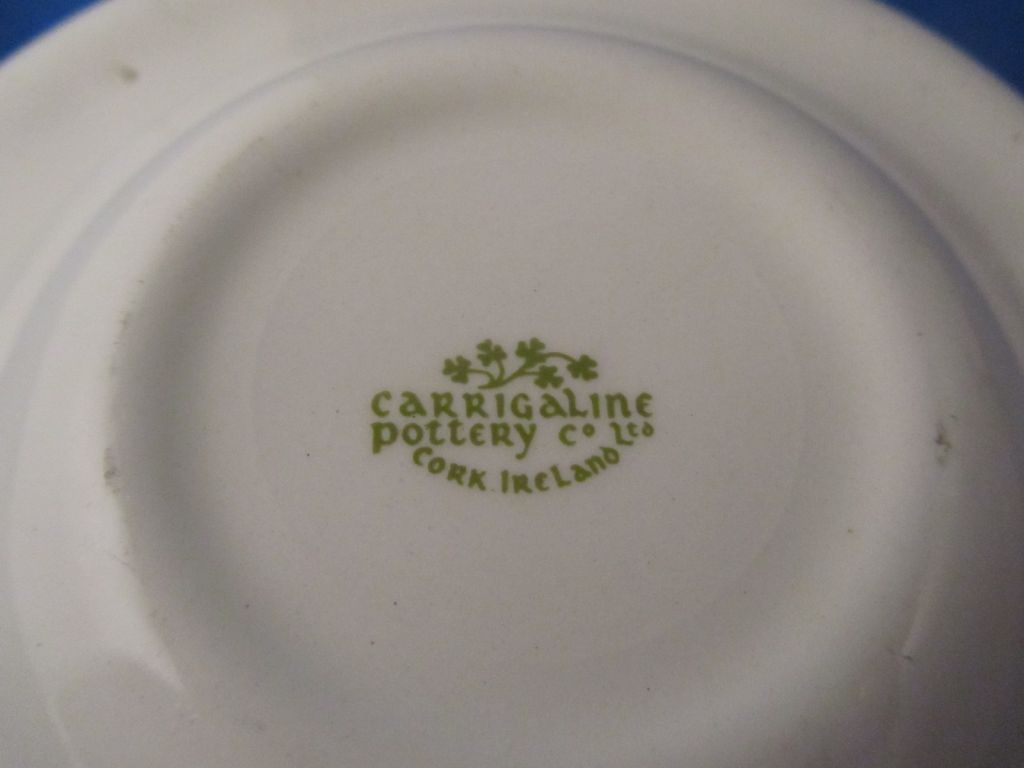 CARRIGALINE
POTTERY Co LTD
CORK. IRELAND